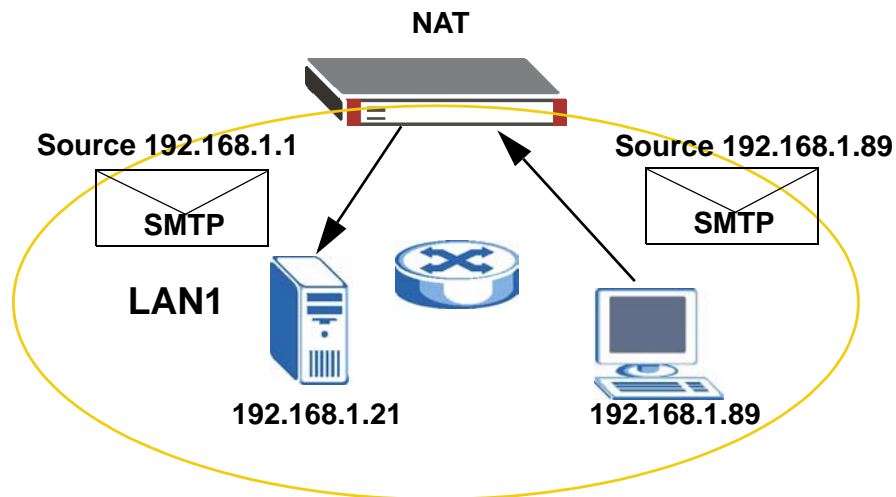 NAT
Source 192.168.1.1
Source 192.168.1.89
SMTP
SMTP
LAN1
192.168.1.21
192.168.1.89